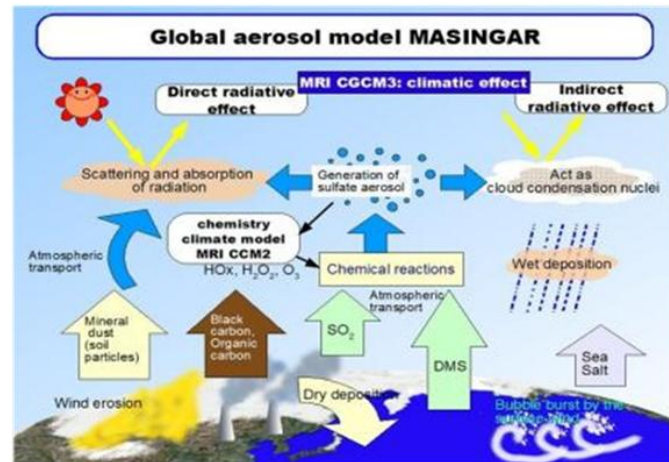 Global aerosol model MASINGAR
Direct radiative
effect
MRI CGCM3: climatic effect
Indirect
radiative effect
Scattering and absorption
of radiation
Generation of
sulfate aerosol
Act as
cloud condensation nuclei
chemistry
climate model
MRI CCM2
HOx, H₂O₂, O₃
Chemical reactions
Atmospheric
transport
Atmospheric
transport
Wet deposition
Mineral
dust
(soil
particles)
Black
carbon,
Organic
carbon
SO₂
DMS
Sea
Salt
Wind erosion
Dry deposition
Bubble burst by the
surface wind